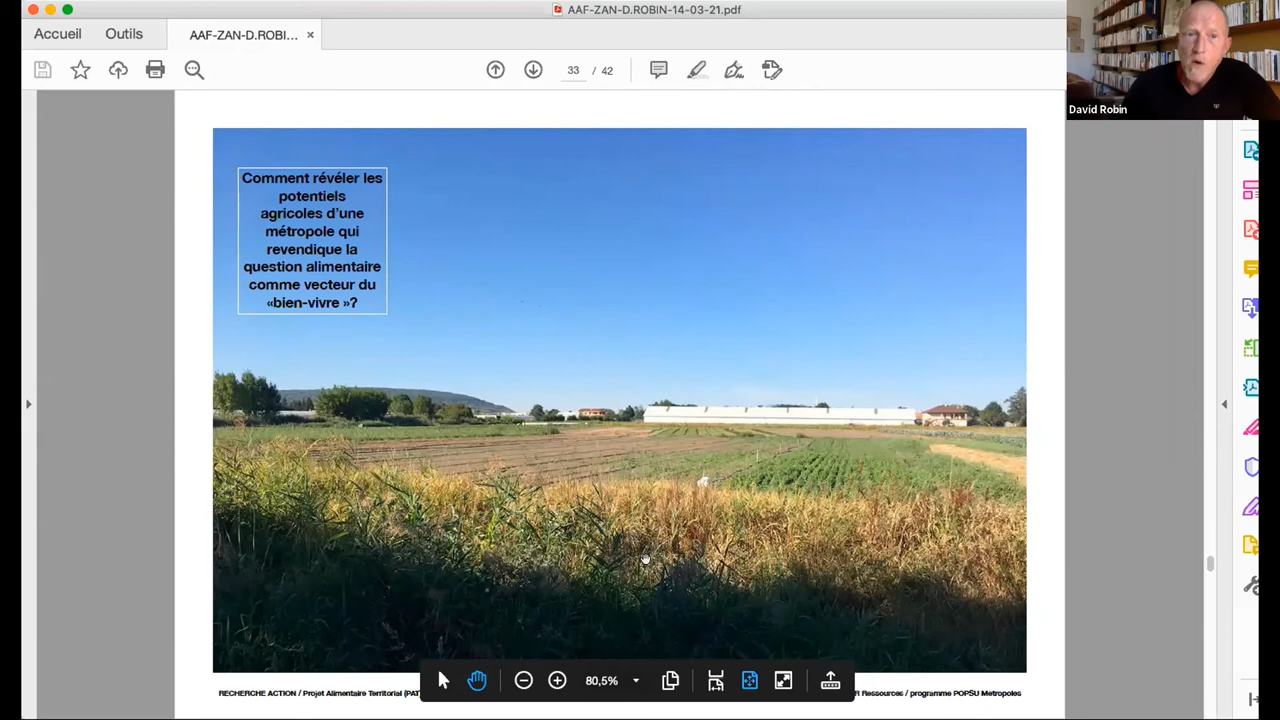 AAF-ZAN-D.ROBIN-14-03-21.pdf
Accueil
Outils
AAF-ZAN-D.ROBI... ×
33 / 42
David Robin
Comment révéler les
potentiels
agricoles d’une
métropole qui
revendique la
question alimentaire
comme vecteur du
«bien-vivre »?
80,5%
RECHERCHE ACTION / Projet Alimentaire Territorial (PAT
Ressources / programme POPSU Metropoles